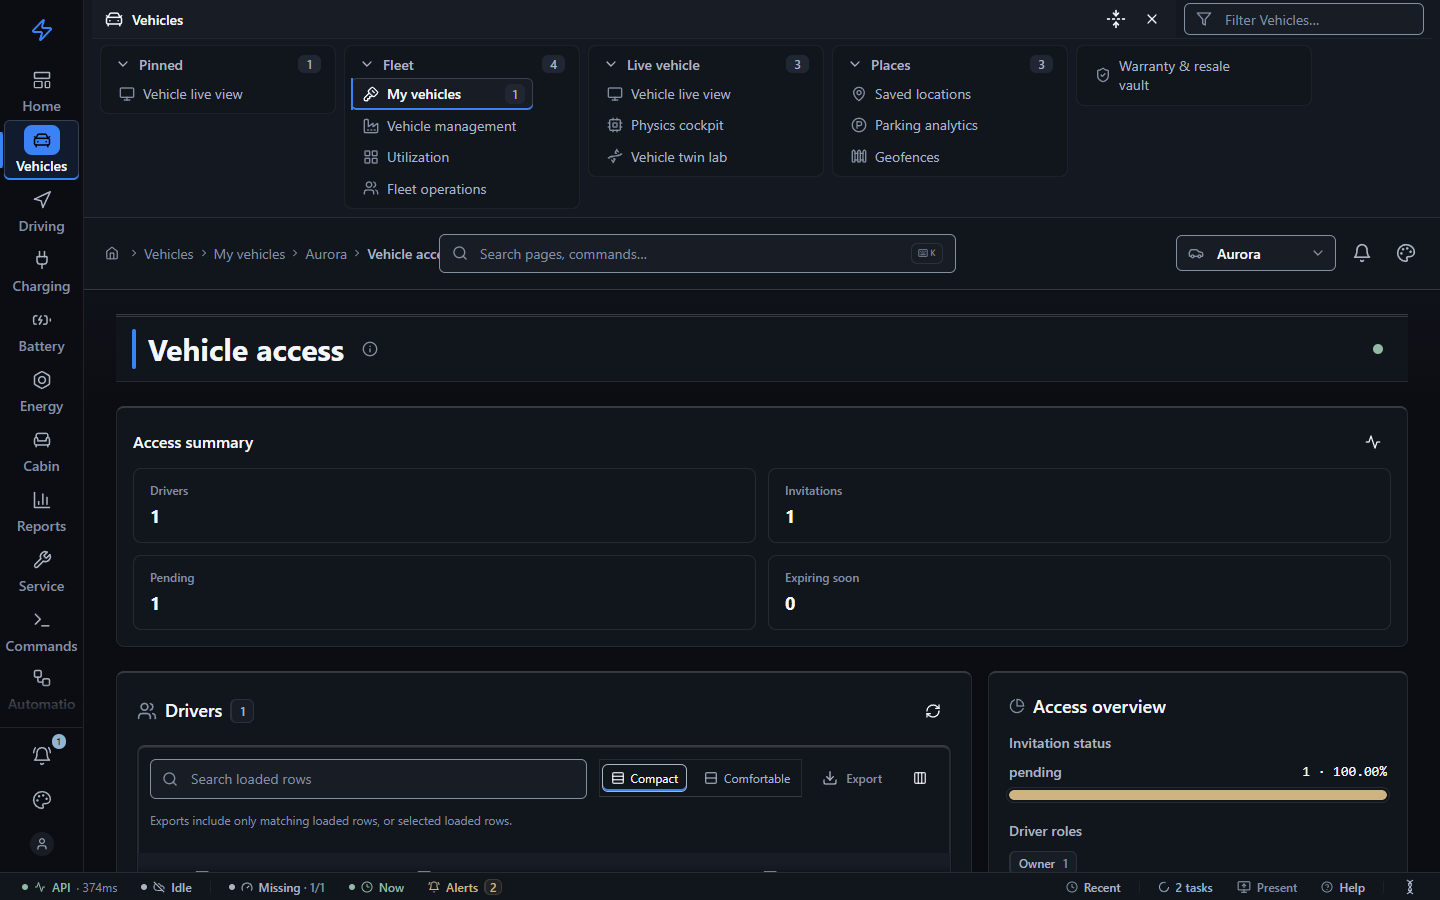 Vehicles
Filter Vehicles...
Home
Vehicles
Driving
Charging
Battery
Energy
Cabin
Reports
Service
Commands
Automatio
1
Pinned 1
Vehicle live view
Fleet 4
My vehicles 1
Vehicle management
Utilization
Fleet operations
Live vehicle 3
Vehicle live view
Physics cockpit
Vehicle twin lab
Places 3
Saved locations
Parking analytics
Geofences
Warranty & resale
vault
Vehicles
My vehicles
Aurora
Vehicle acc
Search pages, commands...
K
Aurora
Vehicle access
Access summary
Drivers
1
Invitations
1
Pending
1
Expiring soon
0
Drivers 1
Search loaded rows
Compact
Comfortable
Export
Exports include only matching loaded rows, or selected loaded rows.
Access overview
Invitation status
pending 1 · 100.00%
Driver roles
Owner 1
API · 374ms
Idle
Missing · 1/1
Now
Alerts 2
Recent
2 tasks
Present
Help